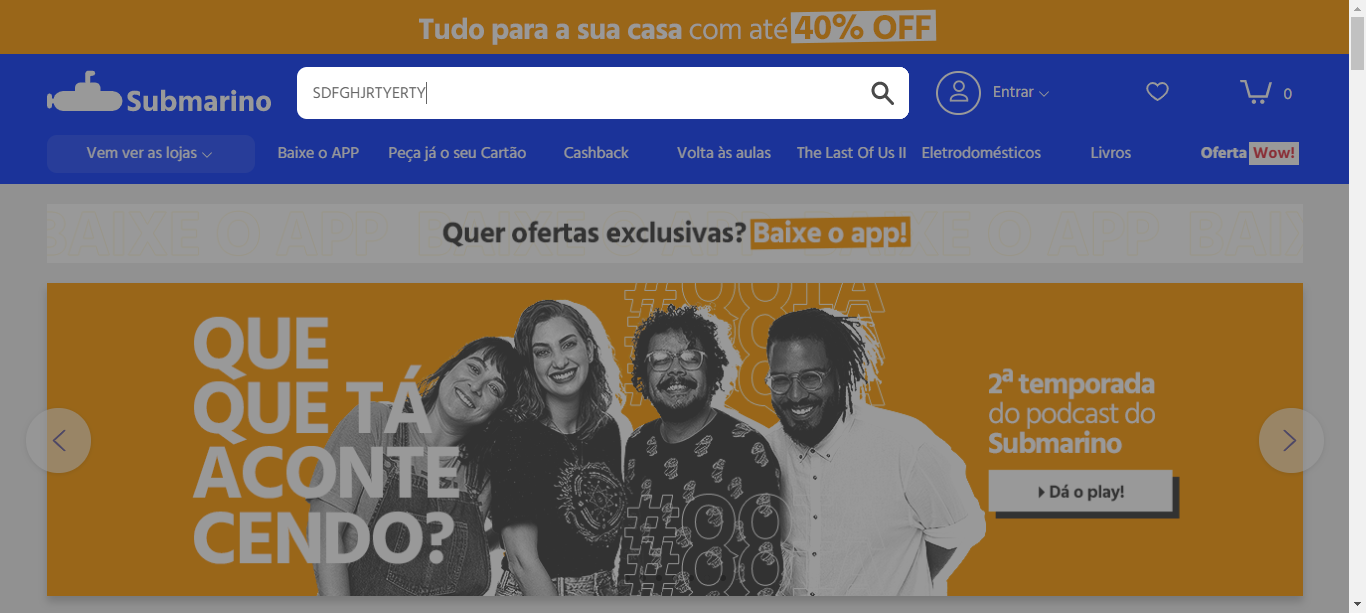 Tudo para a sua casa com até 40% OFF
Submarino
SDFGHJRTYERTY
Entrar
0
Vem ver as lojas
Baixe o APP
Peça já o seu Cartão
Cashback
Volta às aulas
The Last Of Us II
Eletrodomésticos
Livros
Oferta Wow!
Quer ofertas exclusivas? Baixe o app!
QUE
QUE TÁ
ACONTE
CENDO?
2ª temporada
do podcast do
Submarino
Dá o play!